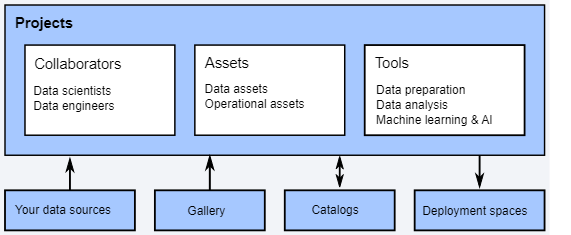 Projects
Collaborators
Data scientists
Data engineers
Assets
Data assets
Operational assets
Tools
Data preparation
Data analysis
Machine learning & AI
Your data sources
Gallery
Catalogs
Deployment spaces